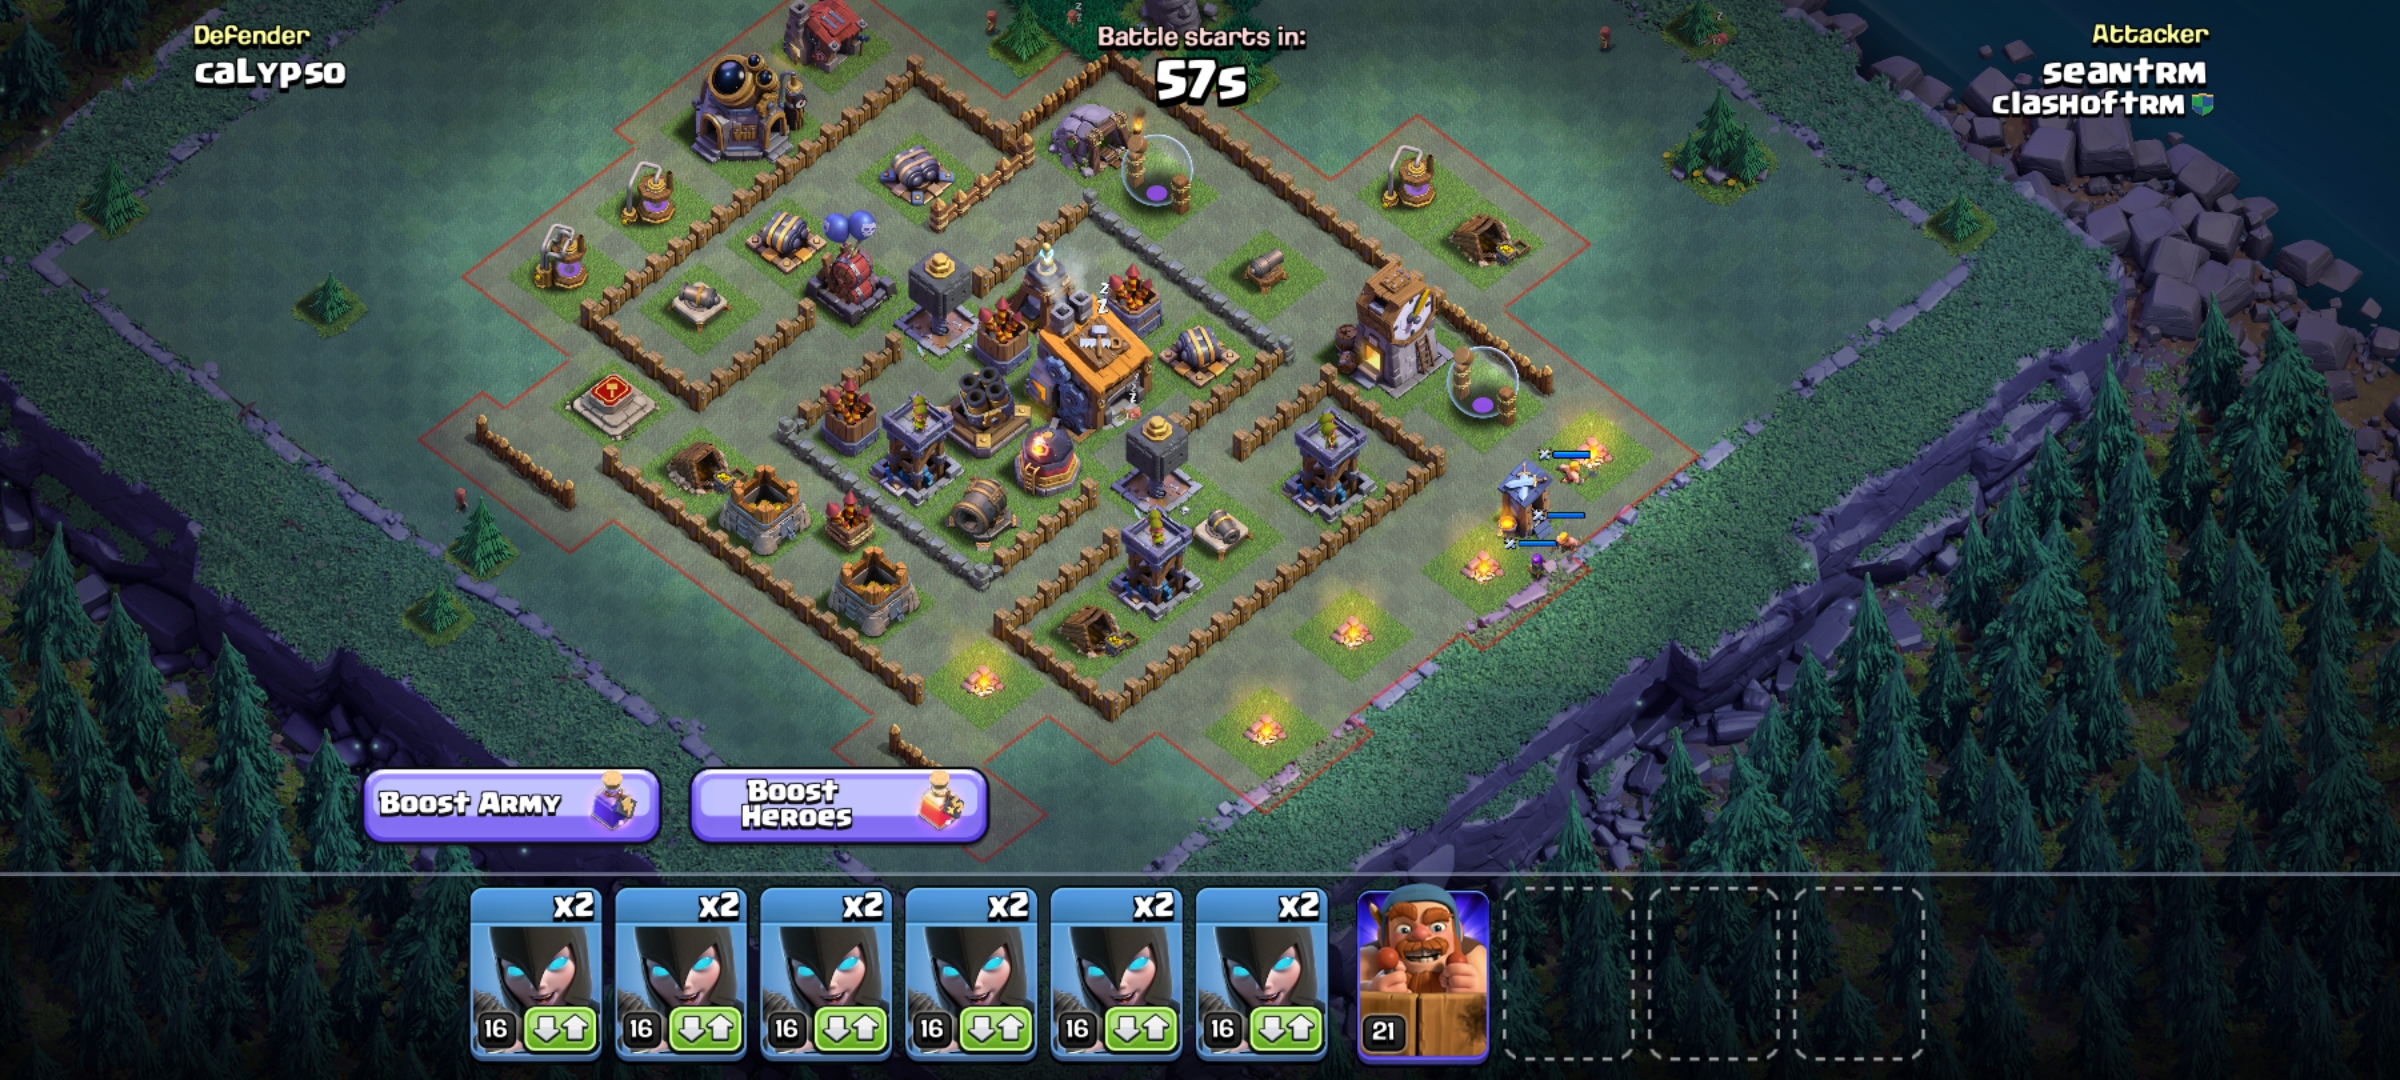 Defender
caLypso
Battle starts in:
57s
Attacker
seantRM
clashoftRM
z
z
z
z
Boost Army
Boost
Heroes
x2
x2
x2
x2
x2
x2
16
16
16
16
16
16
21